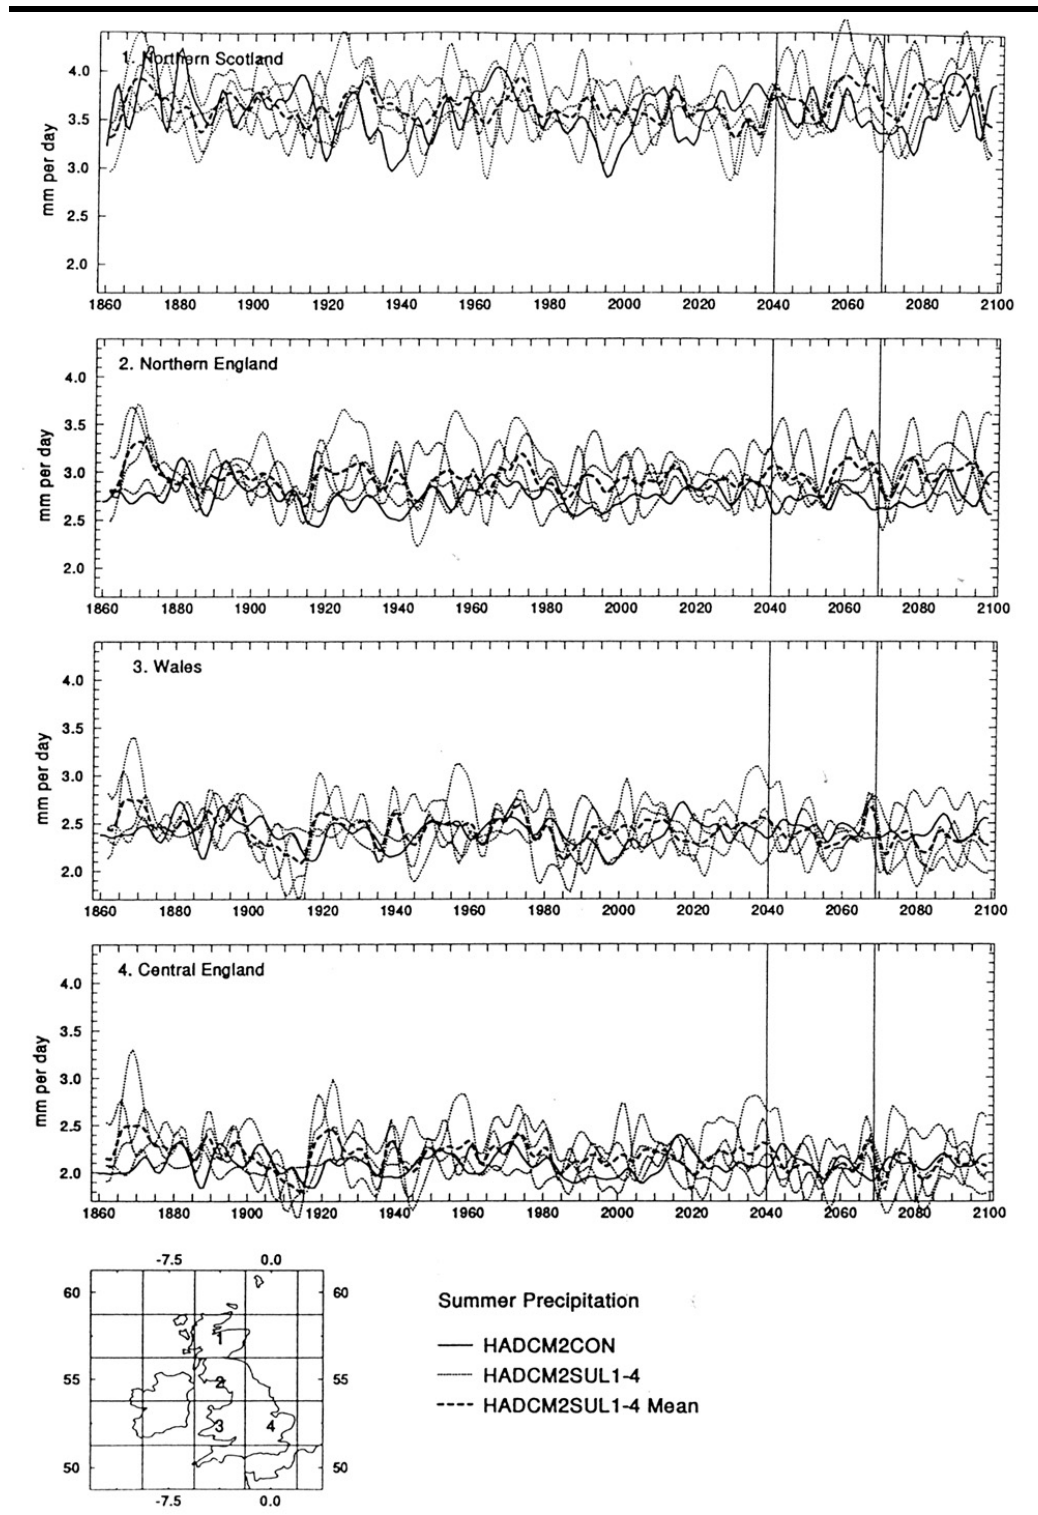 1. Northern Scotland
mm per day
4.0
3.5
3.0
2.5
2.0
1860 1880 1900 1920 1940 1960 1980 2000 2020 2040 2060 2080 2100
2. Northern England
mm per day
4.0
3.5
3.0
2.5
2.0
1860 1880 1900 1920 1940 1960 1980 2000 2020 2040 2060 2080 2100
3. Wales
mm per day
4.0
3.5
3.0
2.5
2.0
1860 1880 1900 1920 1940 1960 1980 2000 2020 2040 2060 2080 2100
4. Central England
mm per day
4.0
3.5
3.0
2.5
2.0
1860 1880 1900 1920 1940 1960 1980 2000 2020 2040 2060 2080 2100
-7.5 0.0
60 60
1
55 2 55
3 4
50 50
-7.5 0.0
Summer Precipitation
HADCM2CON
HADCM2SUL1-4
HADCM2SUL1-4 Mean